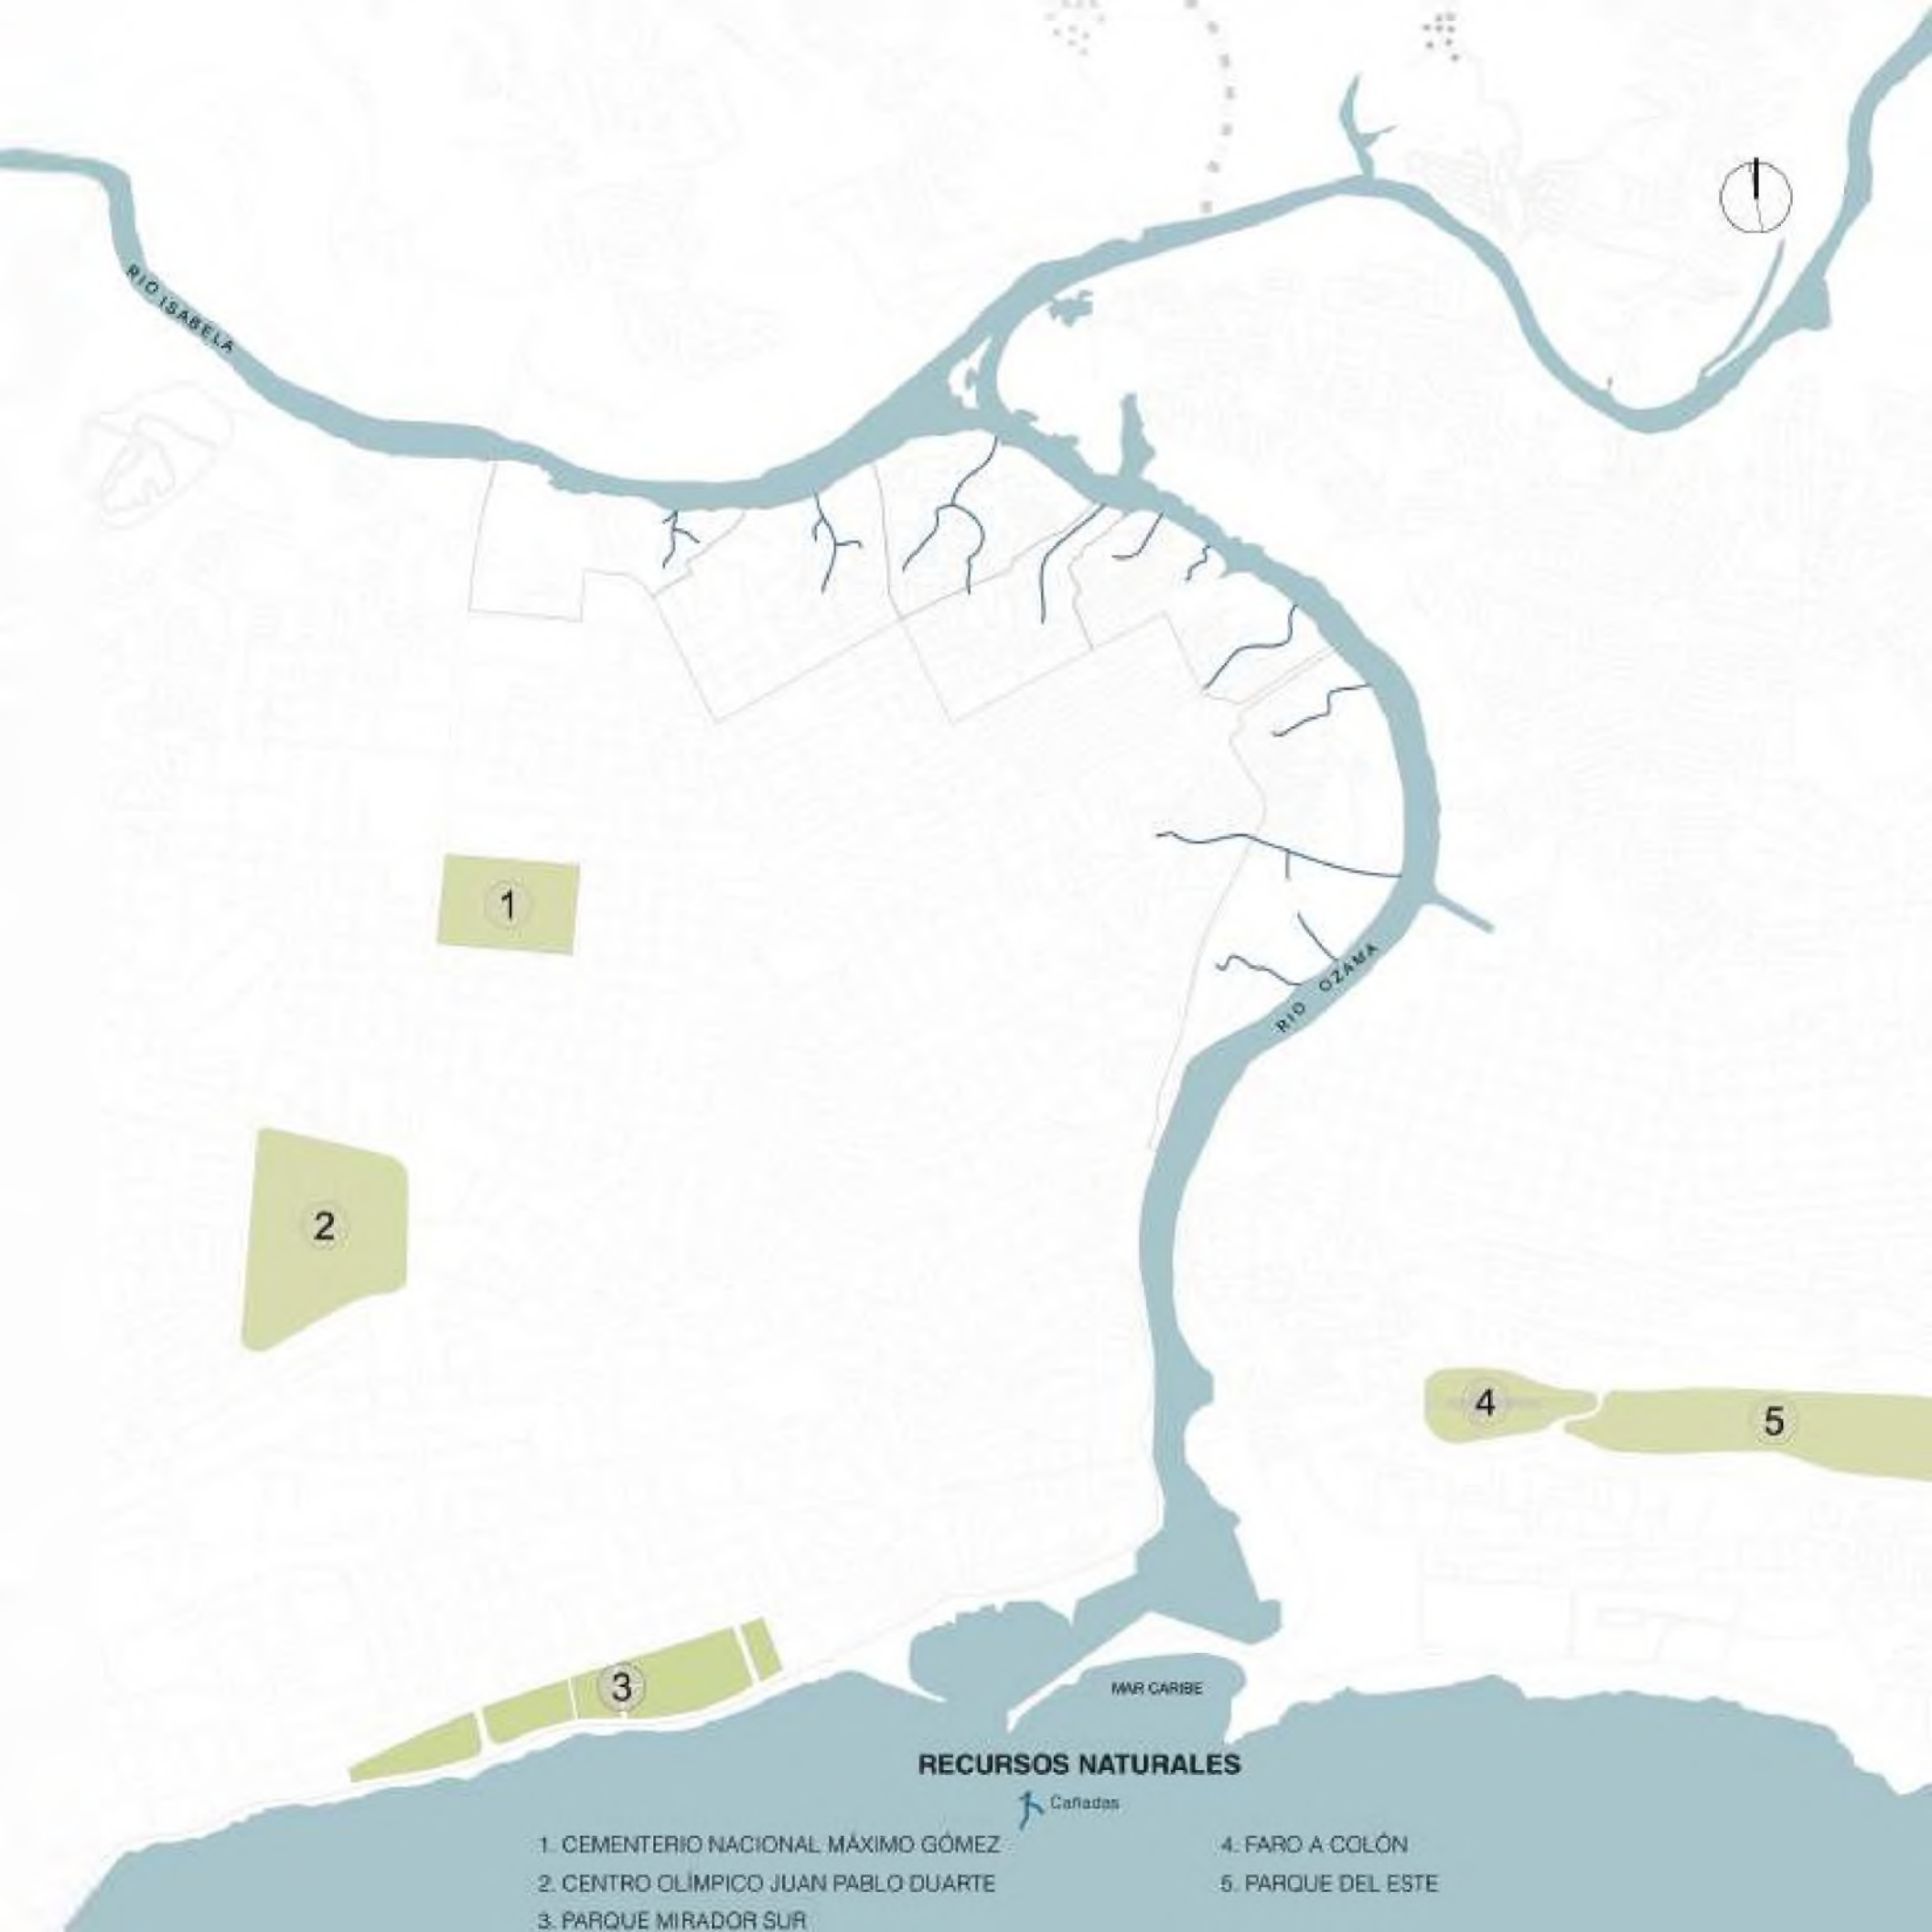 RIO ISABELA
1
RIO OZAMA
2
4
5
3
MAR CARIBE
RECURSOS NATURALES
Cañadas
1. CEMENTERIO NACIONAL MÁXIMO GÓMEZ
2. CENTRO OLÍMPICO JUAN PABLO DUARTE
3. PARQUE MIRADOR SUR
4. FARO A COLÓN
5. PARQUE DEL ESTE